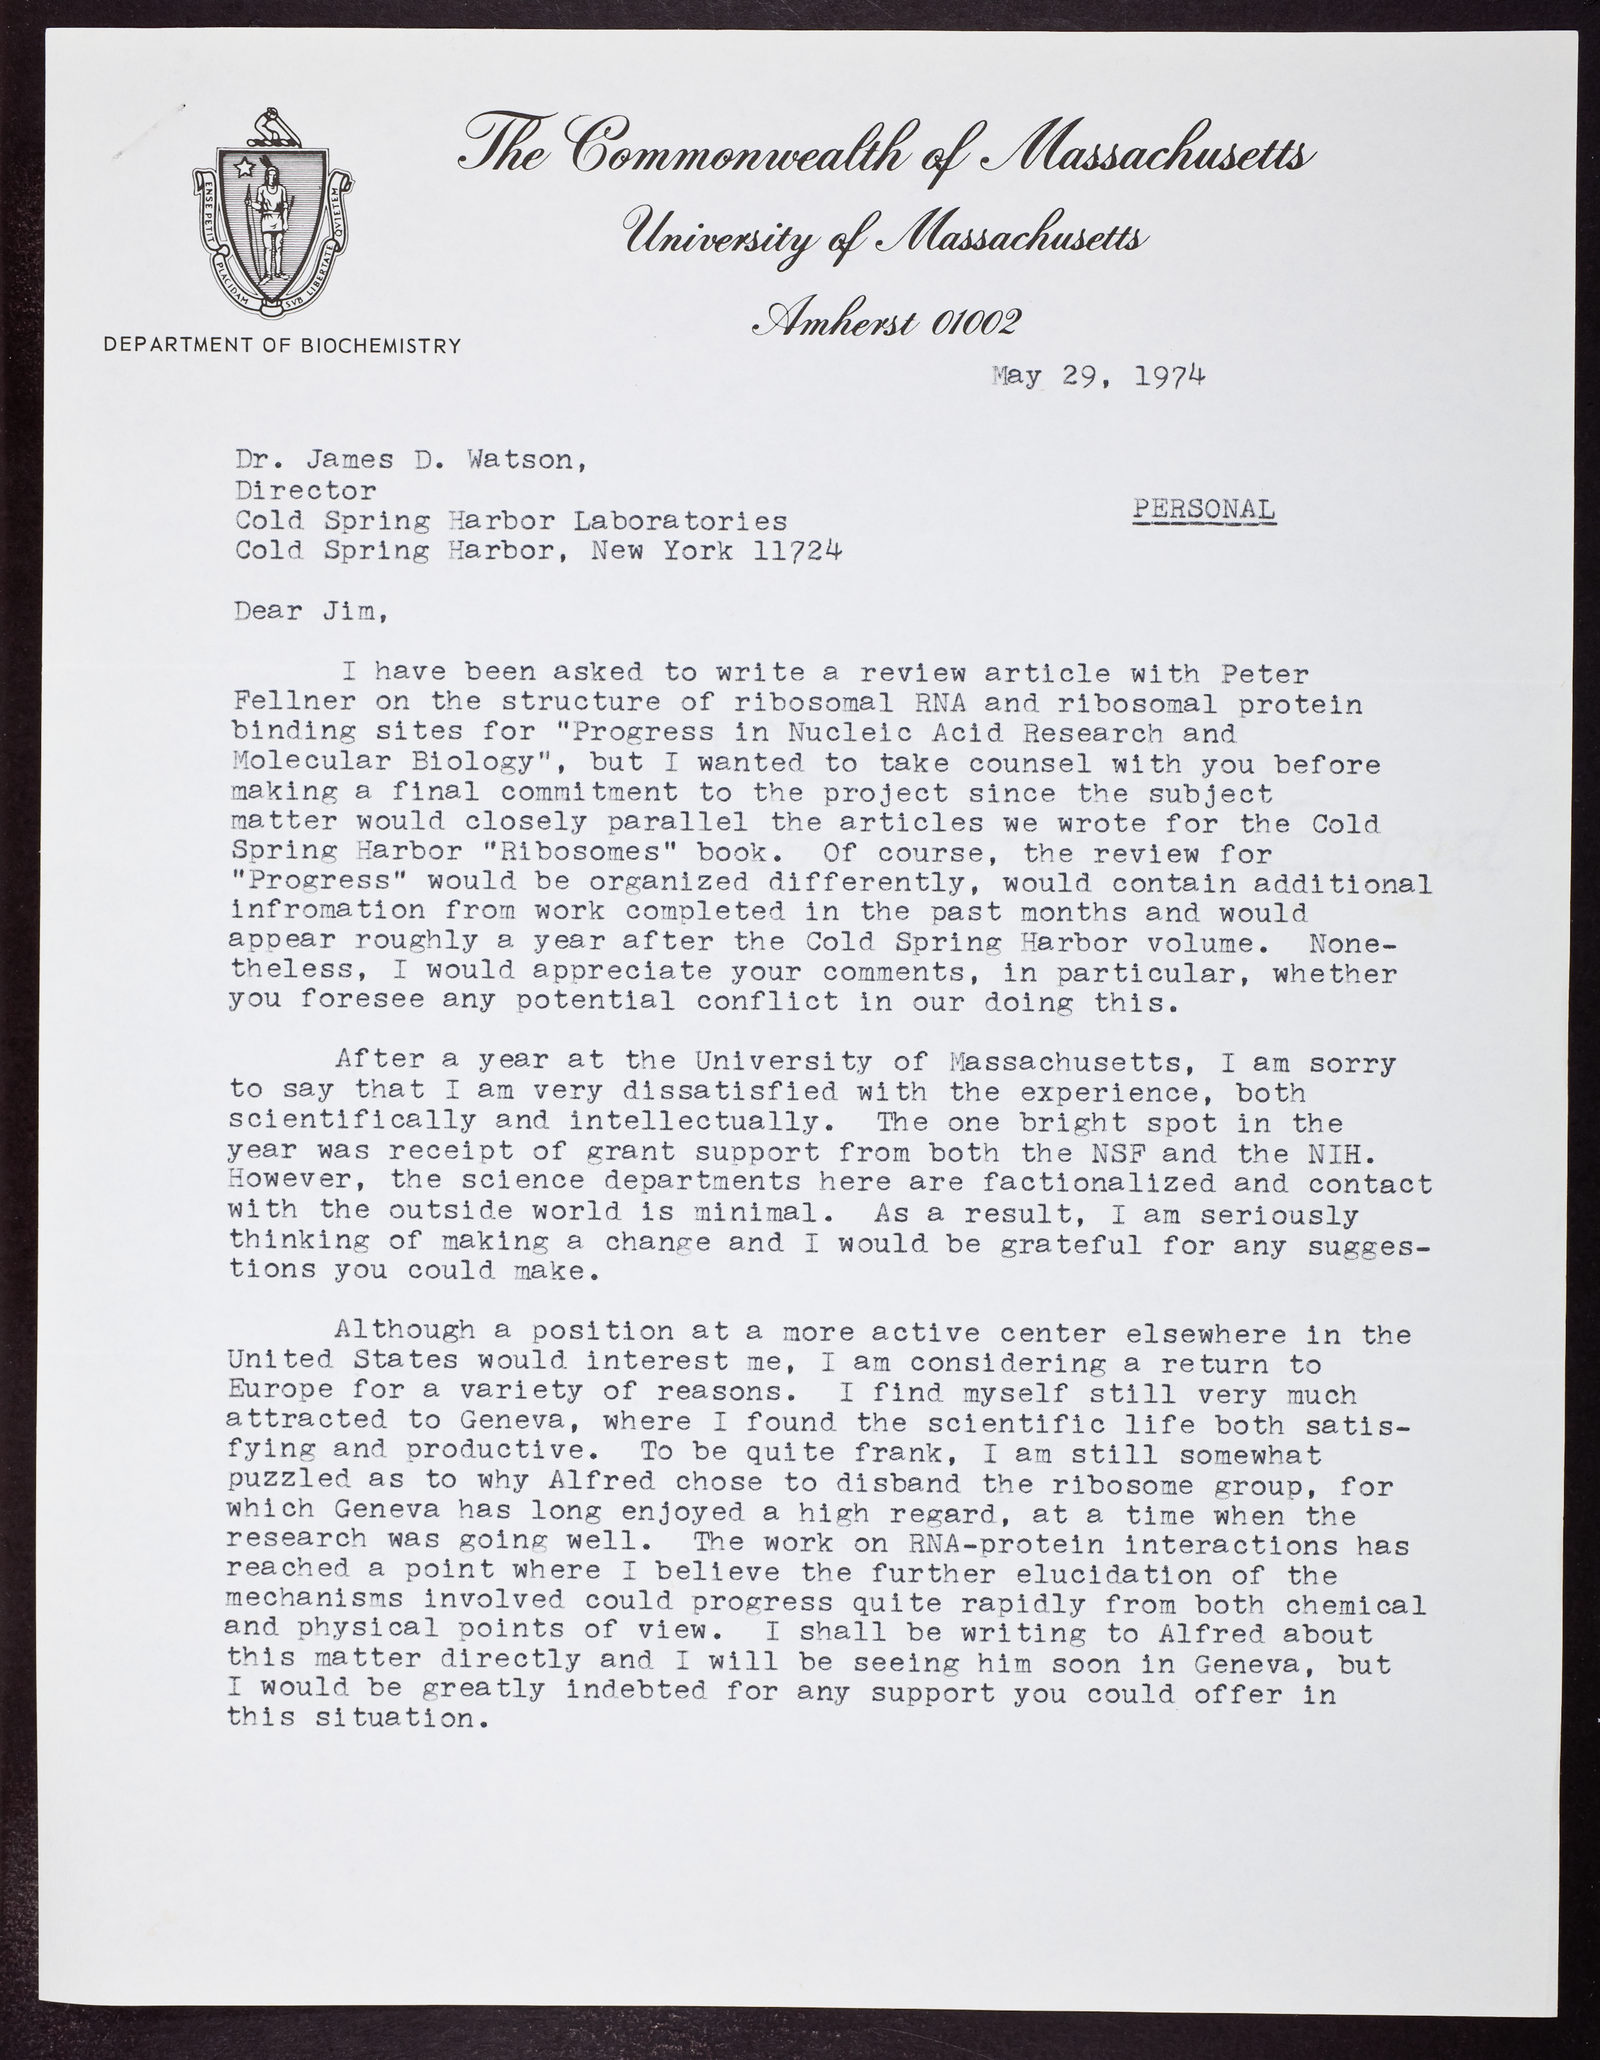 The Commonwealth of Massachusetts
University of Massachusetts
Amherst 01002
ENSE PETIT
PLACIDAM
SVB LIBERTATE
QVIETEM
DEPARTMENT OF BIOCHEMISTRY
May 29, 1974
Dr. James D. Watson,
Director
Cold Spring Harbor Laboratories
Cold Spring Harbor, New York 11724
PERSONAL
Dear Jim,
I have been asked to write a review article with Peter
Fellner on the structure of ribosomal RNA and ribosomal protein
binding sites for "Progress in Nucleic Acid Research and
Molecular Biology", but I wanted to take counsel with you before
making a final commitment to the project since the subject
matter would closely parallel the articles we wrote for the Cold
Spring Harbor "Ribosomes" book. Of course, the review for
"Progress" would be organized differently, would contain additional
infromation from work completed in the past months and would
appear roughly a year after the Cold Spring Harbor volume. None-
theless, I would appreciate your comments, in particular, whether
you foresee any potential conflict in our doing this.
After a year at the University of Massachusetts, I am sorry
to say that I am very dissatisfied with the experience, both
scientifically and intellectually. The one bright spot in the
year was receipt of grant support from both the NSF and the NIH.
However, the science departments here are factionalized and contact
with the outside world is minimal. As a result, I am seriously
thinking of making a change and I would be grateful for any sugges-
tions you could make.
Although a position at a more active center elsewhere in the
United States would interest me, I am considering a return to
Europe for a variety of reasons. I find myself still very much
attracted to Geneva, where I found the scientific life both satis-
fying and productive. To be quite frank, I am still somewhat
puzzled as to why Alfred chose to disband the ribosome group, for
which Geneva has long enjoyed a high regard, at a time when the
research was going well. The work on RNA-protein interactions has
reached a point where I believe the further elucidation of the
mechanisms involved could progress quite rapidly from both chemical
and physical points of view. I shall be writing to Alfred about
this matter directly and I will be seeing him soon in Geneva, but
I would be greatly indebted for any support you could offer in
this situation.